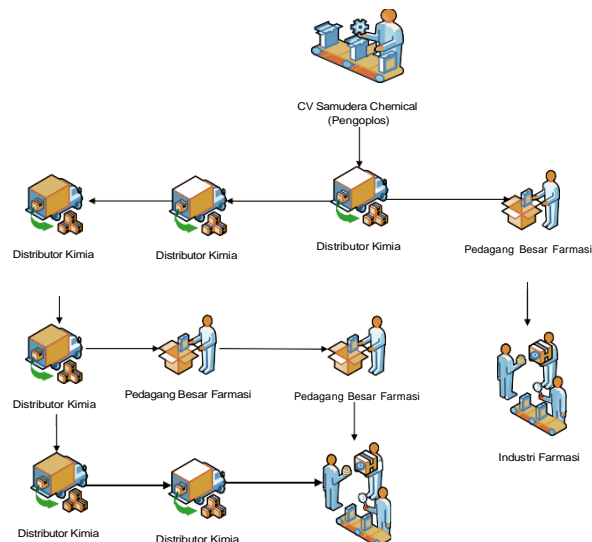 CV Samudera Chemical
(Pengoplos)
Distributor Kimia
Distributor Kimia
Distributor Kimia
Pedagang Besar Farmasi
Distributor Kimia
Pedagang Besar Farmasi
Pedagang Besar Farmasi
Industri Farmasi
Distributor Kimia
Distributor Kimia